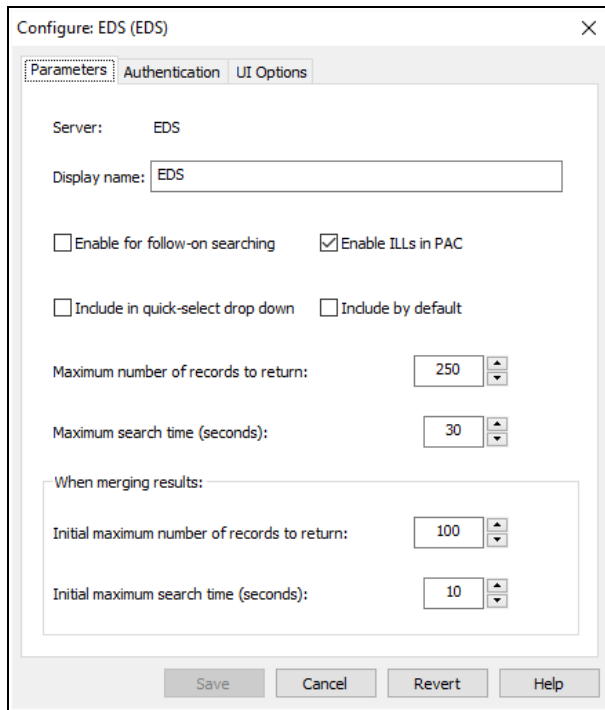 Configure: EDS (EDS)
Parameters Authentication UI Options
Server: EDS
Display name: EDS
Enable for follow-on searching Enable ILLs in PAC
Include in quick-select drop down Include by default
Maximum number of records to return: 250
Maximum search time (seconds): 30
When merging results:
Initial maximum number of records to return: 100
Initial maximum search time (seconds): 10
Save Cancel Revert Help